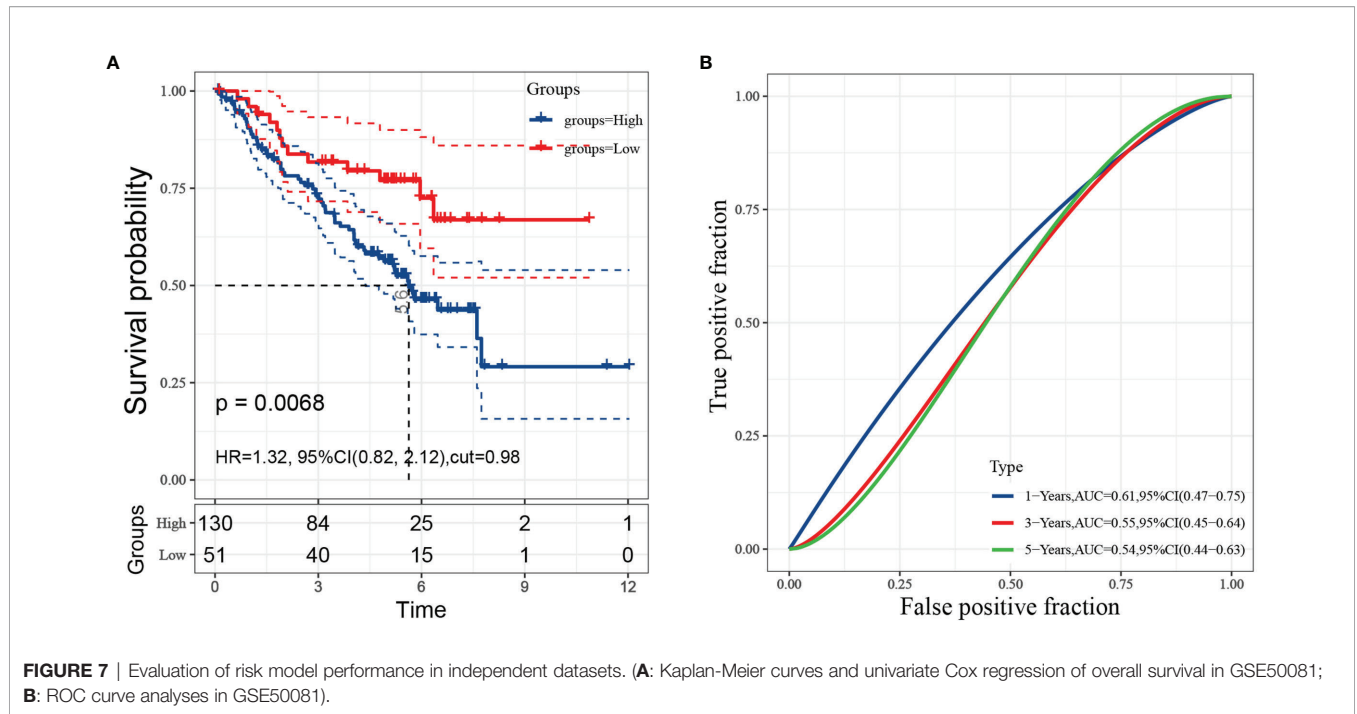 A
Survival probability
1.00
0.75
0.50
0.25
0.00
Groups
groups=High
groups=Low
5.6
p = 0.0068
HR=1.32, 95%CI(0.82, 2.12),cut=0.98
Groups
High 130 84 25 2 1
Low 51 40 15 1 0
0 3 6 9 12
Time
B
True positive fraction
1.00
0.75
0.50
0.25
0.00
Type
1−Years,AUC=0.61,95%CI(0.47−0.75)
3−Years,AUC=0.55,95%CI(0.45−0.64)
5−Years,AUC=0.54,95%CI(0.44−0.63)
0.00 0.25 0.50 0.75 1.00
False positive fraction
FIGURE 7 | Evaluation of risk model performance in independent datasets. (A: Kaplan-Meier curves and univariate Cox regression of overall survival in GSE50081;
B: ROC curve analyses in GSE50081).